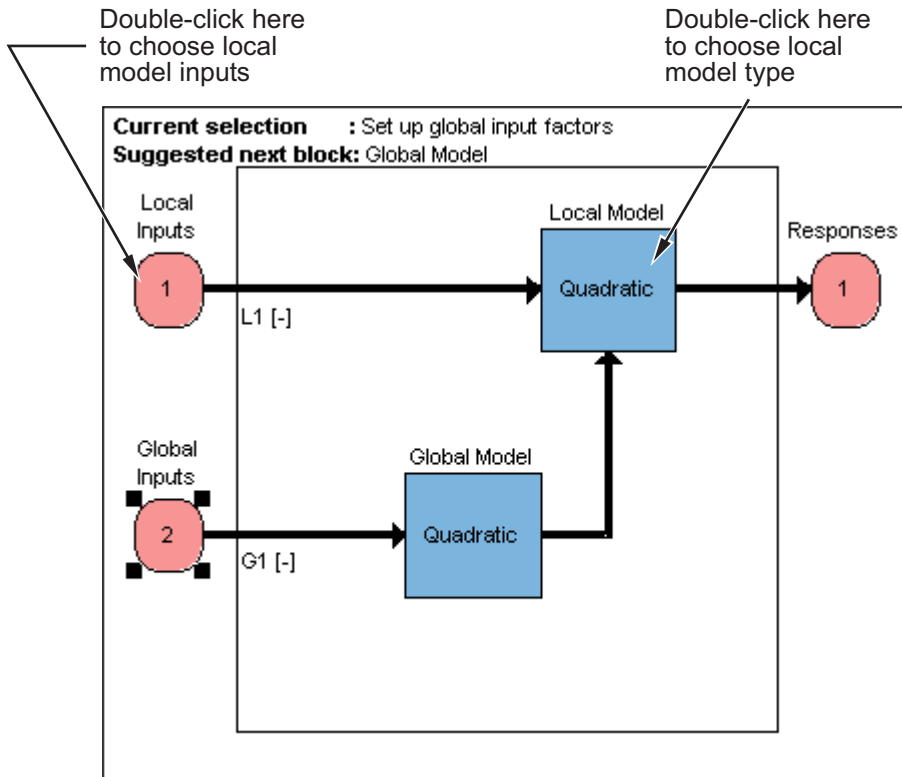 Double-click here
to choose local
model inputs
Double-click here
to choose local
model type
Current selection : Set up global input factors
Suggested next block: Global Model
Local
Inputs
1
L1 [-]
Local Model
Quadratic
Responses
1
Global
Inputs
2
G1 [-]
Global Model
Quadratic